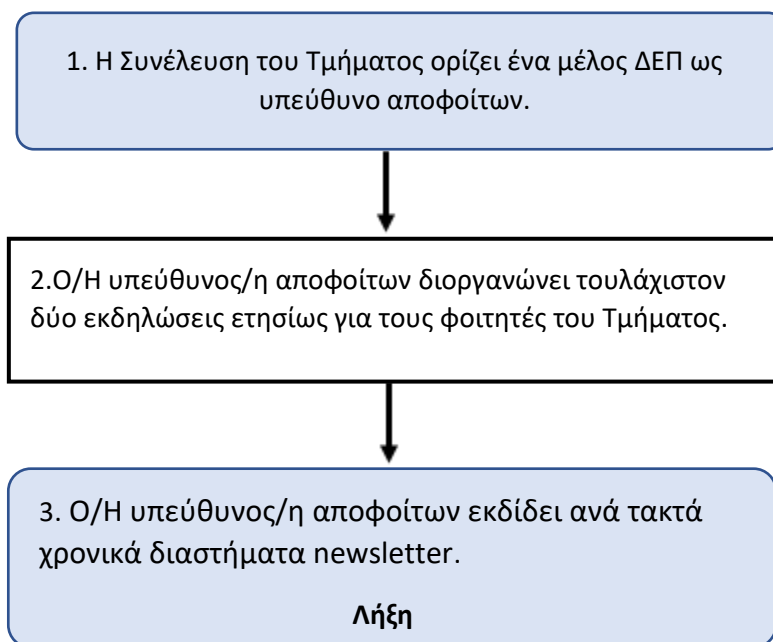 1. Η Συνέλευση του Τμήματος ορίζει ένα μέλος ΔΕΠ ως
υπεύθυνο αποφοίτων.
2.Ο/Η υπεύθυνος/η αποφοίτων διοργανώνει τουλάχιστον
δύο εκδηλώσεις ετησίως για τους φοιτητές του Τμήματος.
3. Ο/Η υπεύθυνος/η αποφοίτων εκδίδει ανά τακτά
χρονικά διαστήματα newsletter.
Λήξη